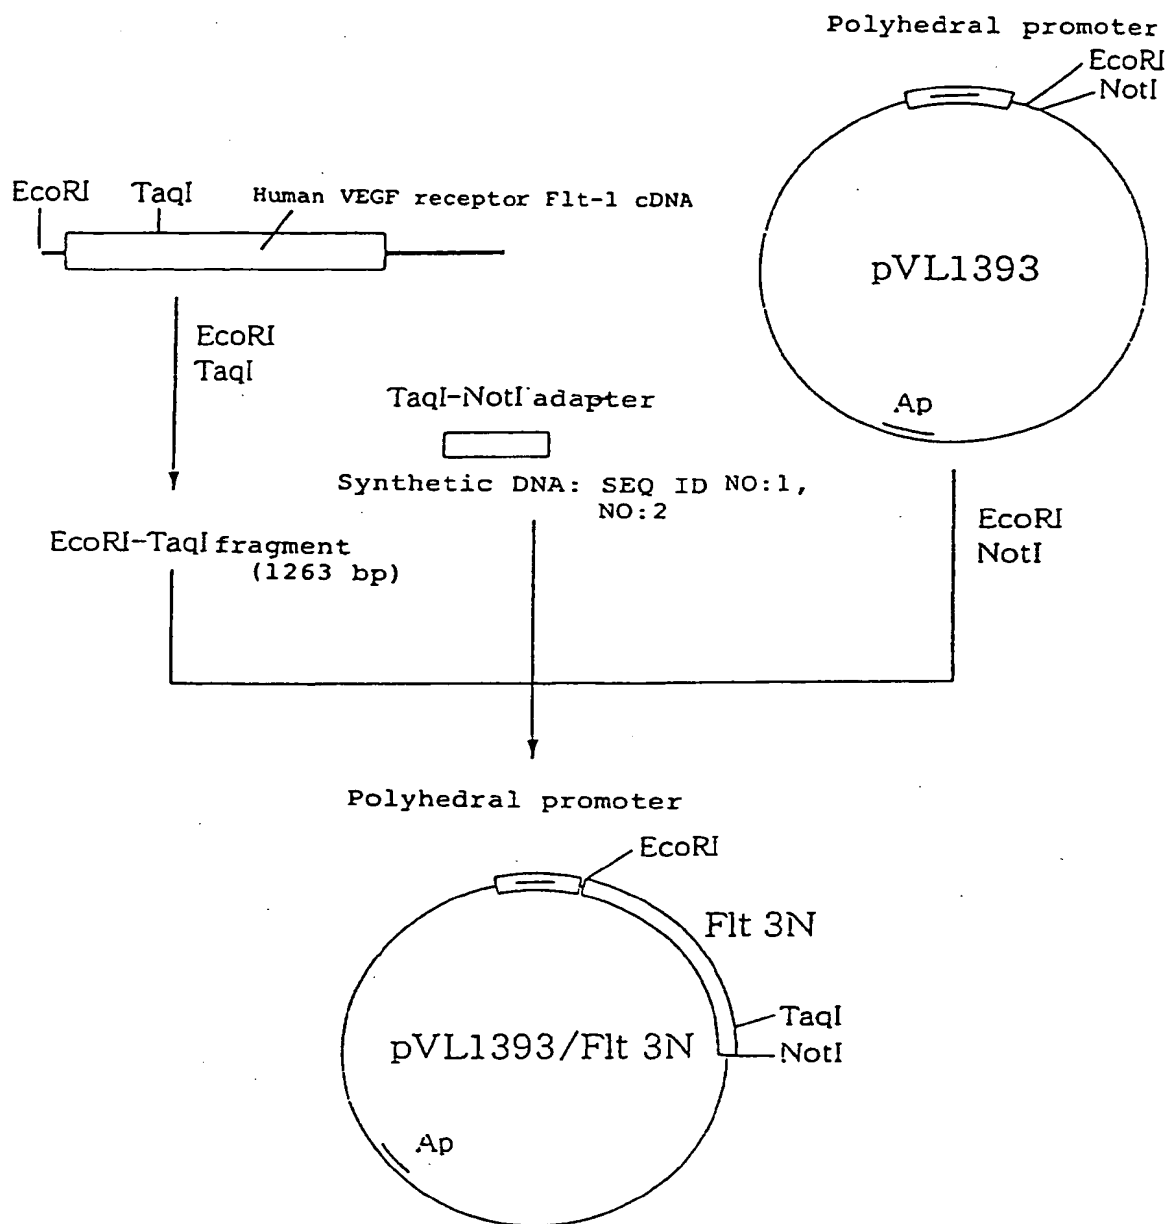 Polyhedral promoter
EcoRI
NotI
pVL1393
Ap
EcoRI
TaqI
Human VEGF receptor Flt-1 cDNA
EcoRI
TaqI
TaqI-NotI adapter
Synthetic DNA: SEQ ID NO:1,
NO:2
EcoRI
NotI
EcoRI-TaqI fragment
(1263 bp)
Polyhedral promoter
EcoRI
Flt 3N
TaqI
NotI
pVL1393/Flt 3N
Ap